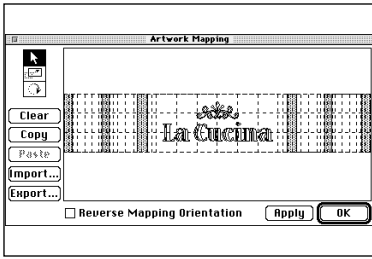 Artwork Mapping
Clear
Copy
Paste
Import...
Export...
La Cucina
Reverse Mapping Orientation
Apply
OK